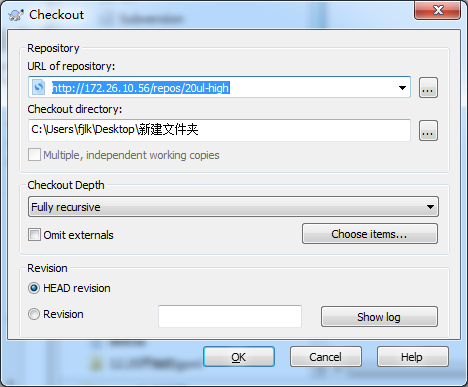 Subversion
Checkout
Repository
URL of repository:
http://172.26.10.56/repos/20ul-high
...
Checkout directory:
C:\Users\fjlk\Desktop\新建文件夹
...
Multiple, independent working copies
Checkout Depth
Fully recursive
Omit externals
Choose items...
Revision
HEAD revision
Revision
Show log
OK
Cancel
Help